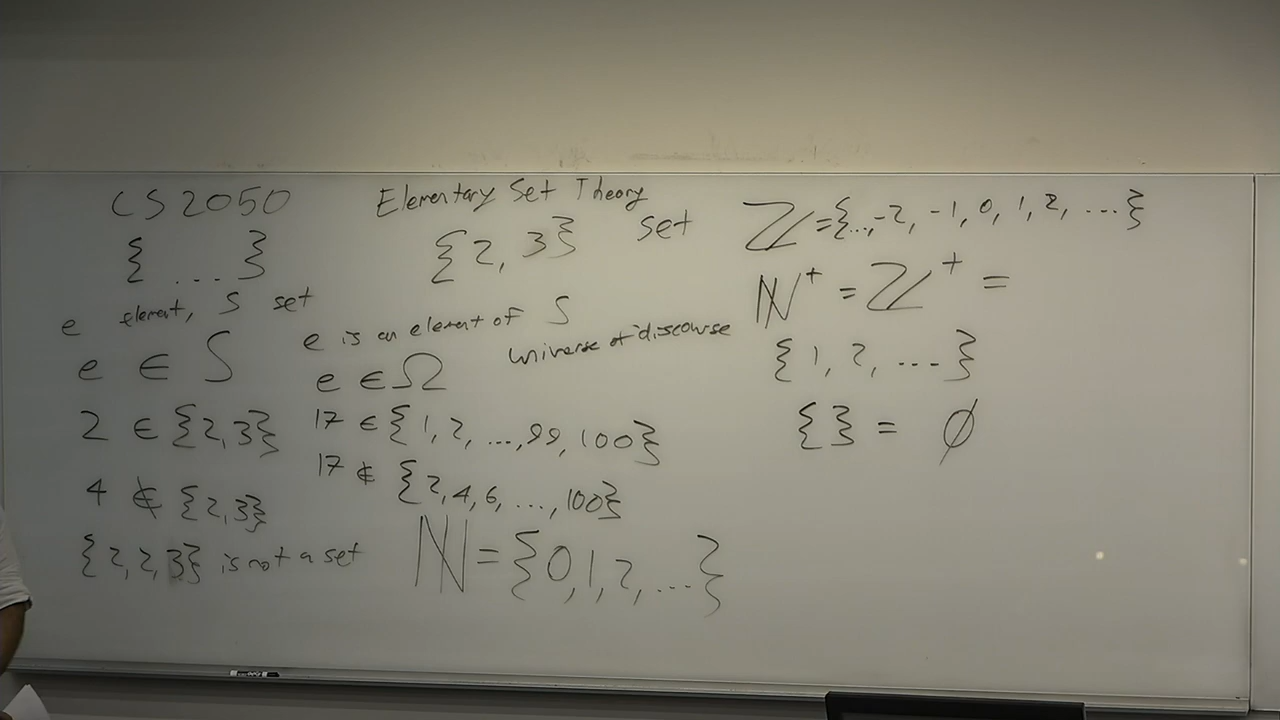 CS 2050
{ ... }
e element, S set
e ∈ S
2 ∈ {2,3}
4 ∉ {2,3}
{2,2,3} is not a set
Elementary Set Theory
{2, 3} set
e is an element of S
universe of discourse
e ∈ Ω
17 ∈ {1,2, ...,99,100}
17 ∉ {2,4,6, ...,100}
ℕ = {0,1,2, ...}
ℤ = {..., -2, -1, 0, 1, 2, ...}
ℕ⁺ = ℤ⁺ =
{1, 2, ....}
{ } = ∅